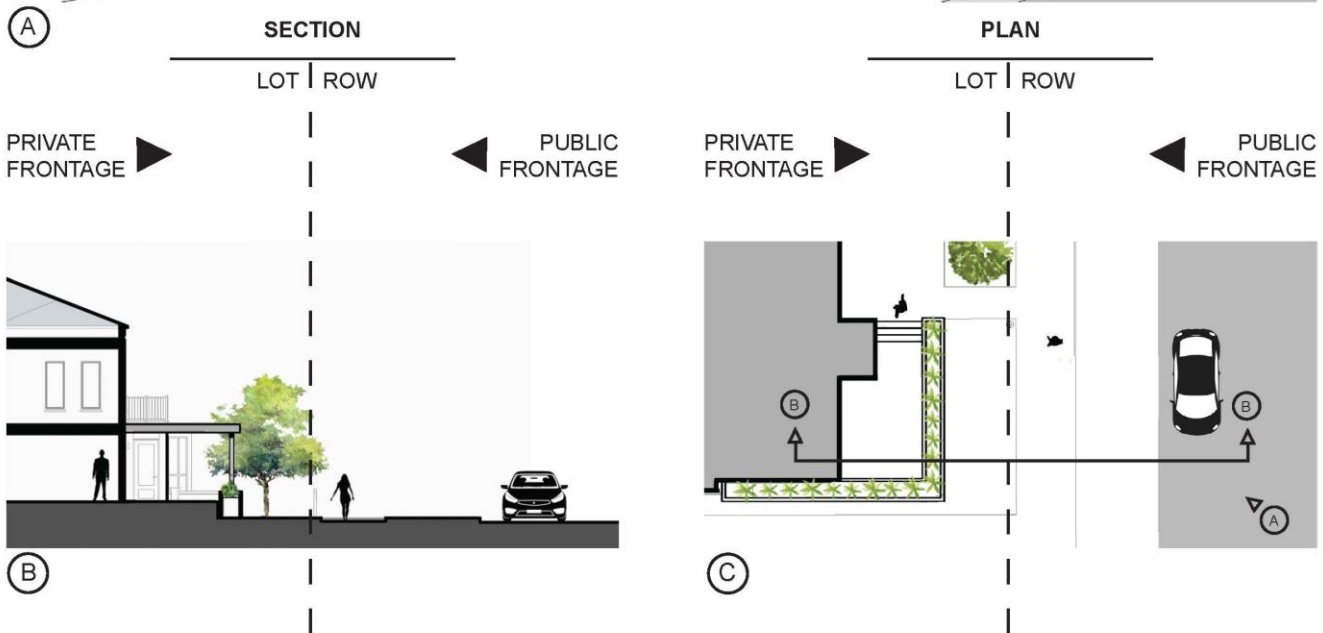 A
SECTION
LOT ROW
PRIVATE
FRONTAGE
PUBLIC
FRONTAGE
B
PLAN
LOT ROW
PRIVATE
FRONTAGE
PUBLIC
FRONTAGE
B
B
A
C